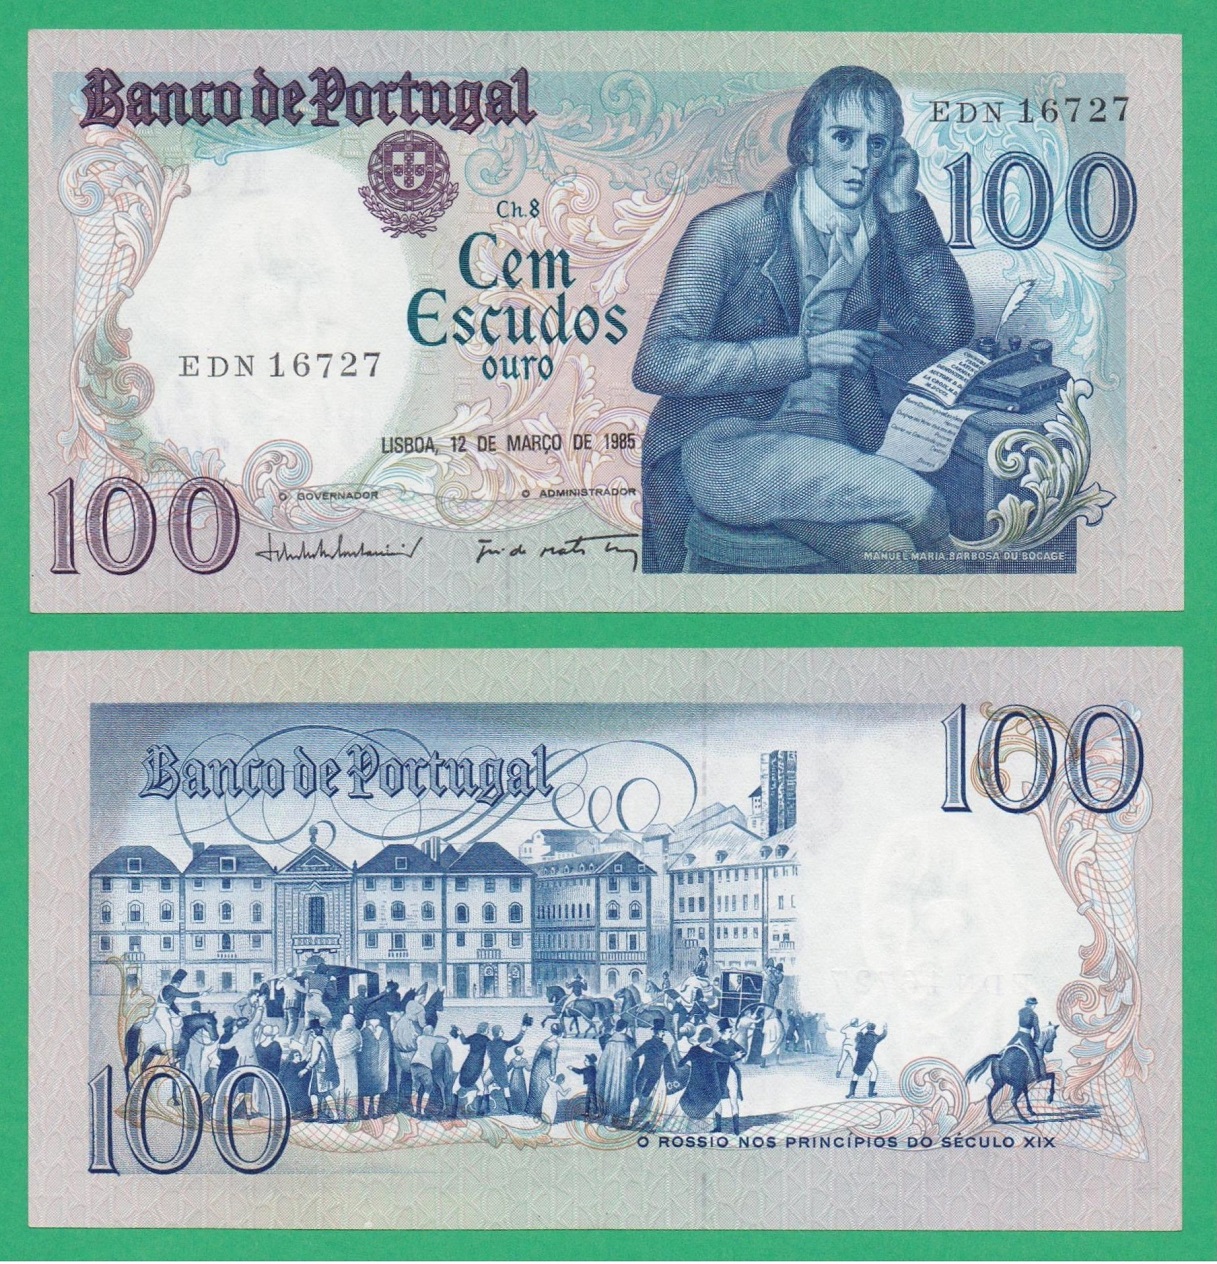 Banco de Portugal
EDN 16727
100
Ch. 8
Cem
Escudos
ouro
EDN 16727
LISBOA, 12 DE MARÇO DE 1985
O GOVERNADOR
O ADMINISTRADOR
100
MANUEL MARIA BARBOSA DU BOCAGE
100
Banco de Portugal
100
O ROSSIO NOS PRINCÍPIOS DO SÉCULO XIX